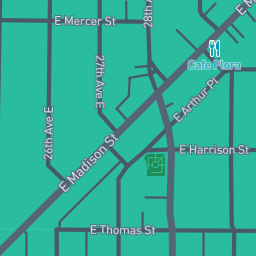 E Mercer St
28th A
E M
27th Ave E
Cafe Flora
E Arthur Pl
26th Ave E
E Madison St
E Harrison St
E Thomas St